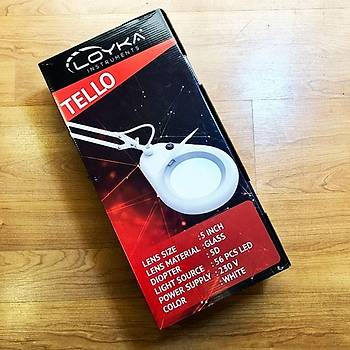 LOYKA
INSTRUMENTS
TELLO
LENS SIZE : 5 INCH
LENS MATERIAL : GLASS
DIOPTER : 5D
LIGHT SOURCE : 56 PCS LED
POWER SUPPLY : 230 V
COLOR : WHITE